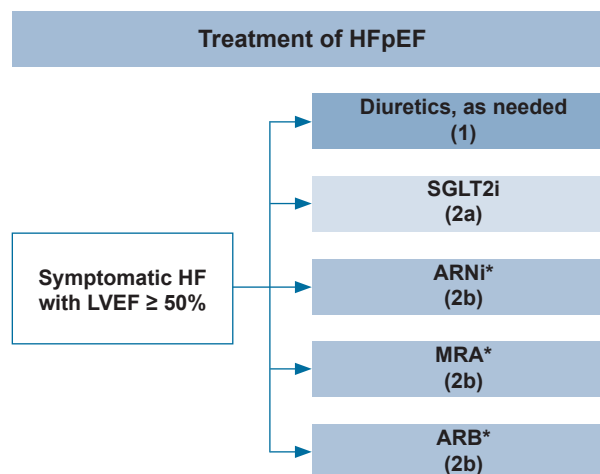 Treatment of HFpEF
Diuretics, as needed
(1)
SGLT2i
(2a)
Symptomatic HF
with LVEF ≥ 50%
ARNi*
(2b)
MRA*
(2b)
ARB*
(2b)